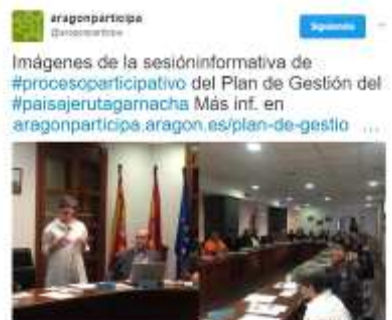 aragonparticipa
@aragonparticipa
Siguiendo
Imágenes de la sesióninformativa de
#procesoparticipativo del Plan de Gestión del
#paisajerutagarnacha Más inf. en
aragonparticipa.aragon.es/plan-de-gestio ...